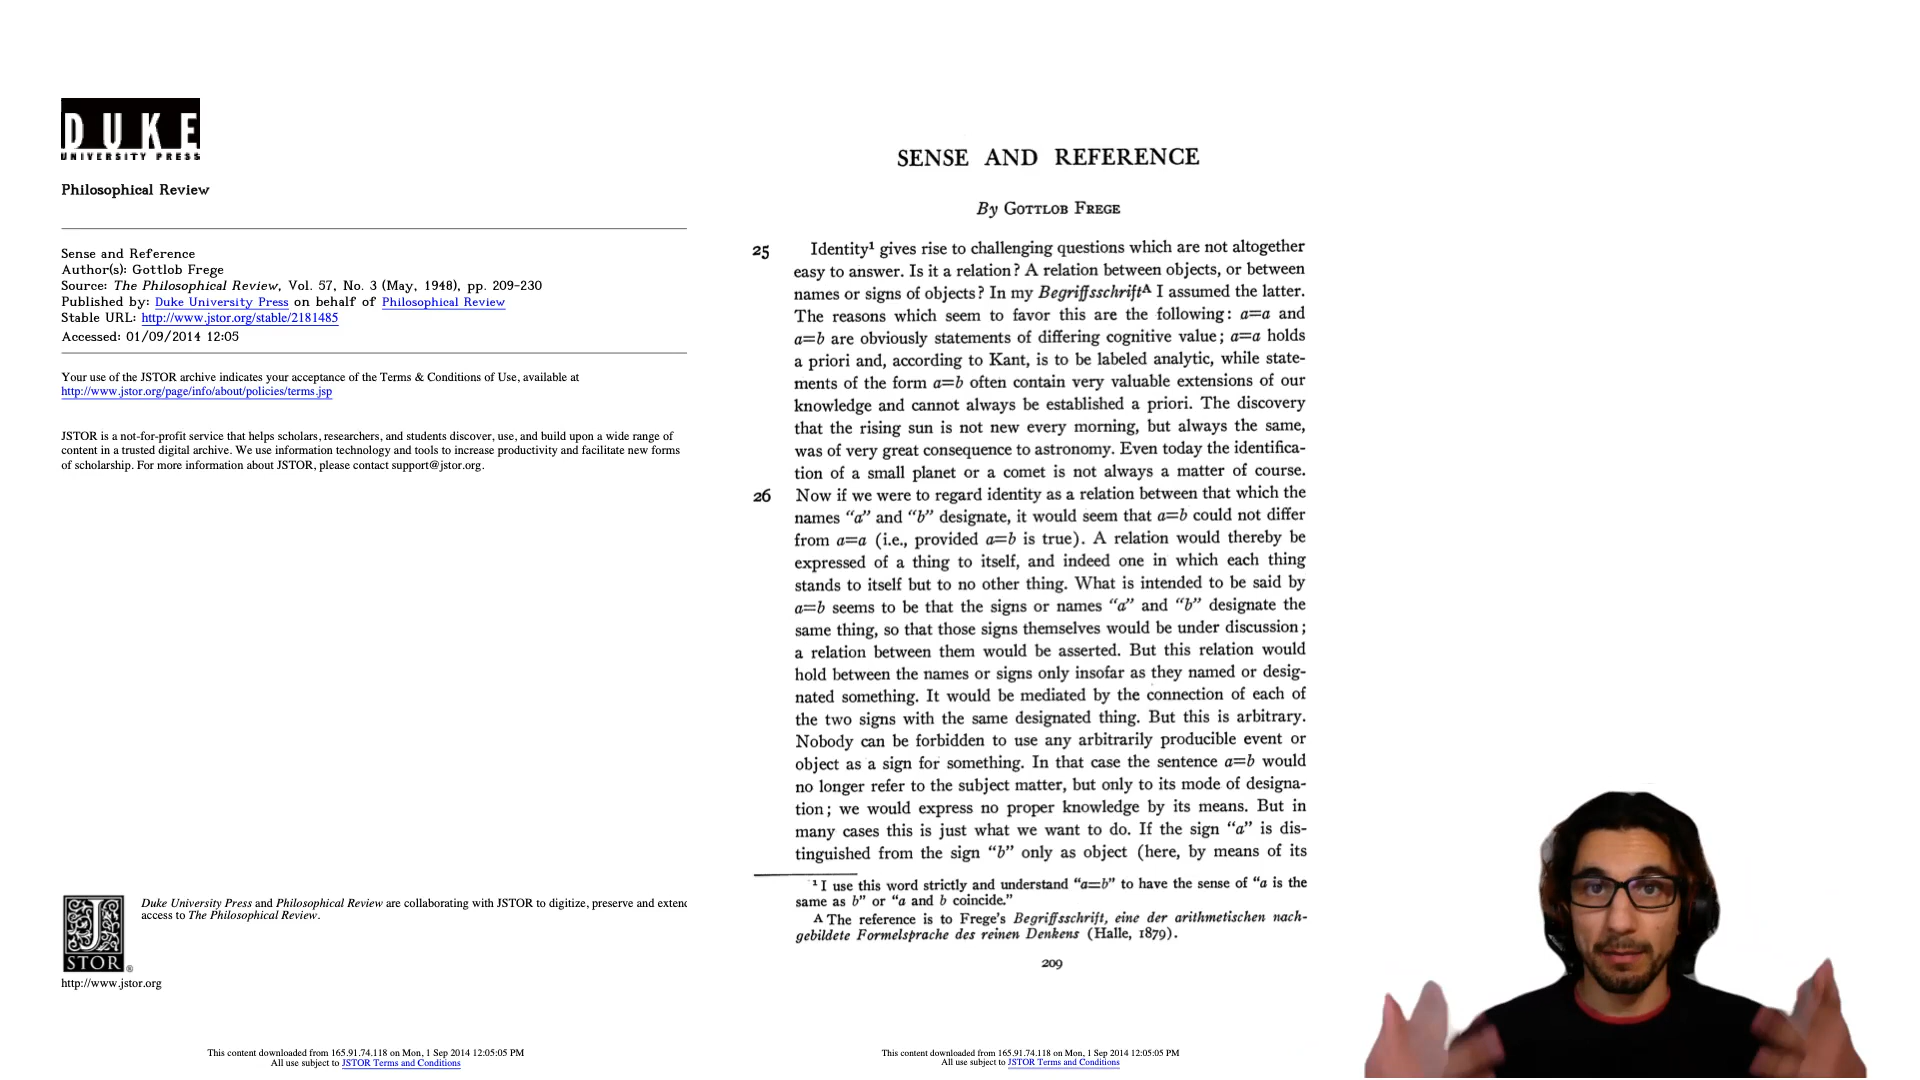 DUKE
UNIVERSITY PRESS
Philosophical Review
Sense and Reference
Author(s): Gottlob Frege
Source: The Philosophical Review, Vol. 57, No. 3 (May, 1948), pp. 209-230
Published by: Duke University Press on behalf of Philosophical Review
Stable URL: http://www.jstor.org/stable/2181485
Accessed: 01/09/2014 12:05
Your use of the JSTOR archive indicates your acceptance of the Terms & Conditions of Use, available at
http://www.jstor.org/page/info/about/policies/terms.jsp
JSTOR is a not-for-profit service that helps scholars, researchers, and students discover, use, and build upon a wide range of
content in a trusted digital archive. We use information technology and tools to increase productivity and facilitate new forms
of scholarship. For more information about JSTOR, please contact support@jstor.org.
Duke University Press and Philosophical Review are collaborating with JSTOR to digitize, preserve and extend
access to The Philosophical Review.
JSTOR®
http://www.jstor.org
This content downloaded from 165.91.74.118 on Mon, 1 Sep 2014 12:05:05 PM
All use subject to JSTOR Terms and Conditions
SENSE AND REFERENCE
By GOTTLOB FREGE
25 Identity¹ gives rise to challenging questions which are not altogether
easy to answer. Is it a relation? A relation between objects, or between
names or signs of objects? In my Begriffsschriftᴬ I assumed the latter.
The reasons which seem to favor this are the following: a=a and
a=b are obviously statements of differing cognitive value; a=a holds
a priori and, according to Kant, is to be labeled analytic, while state-
ments of the form a=b often contain very valuable extensions of our
knowledge and cannot always be established a priori. The discovery
that the rising sun is not new every morning, but always the same,
was of very great consequence to astronomy. Even today the identifica-
tion of a small planet or a comet is not always a matter of course.
26 Now if we were to regard identity as a relation between that which the
names “a” and “b” designate, it would seem that a=b could not differ
from a=a (i.e., provided a=b is true). A relation would thereby be
expressed of a thing to itself, and indeed one in which each thing
stands to itself but to no other thing. What is intended to be said by
a=b seems to be that the signs or names “a” and “b” designate the
same thing, so that those signs themselves would be under discussion;
a relation between them would be asserted. But this relation would
hold between the names or signs only insofar as they named or desig-
nated something. It would be mediated by the connection of each of
the two signs with the same designated thing. But this is arbitrary.
Nobody can be forbidden to use any arbitrarily producible event or
object as a sign for something. In that case the sentence a=b would
no longer refer to the subject matter, but only to its mode of designa-
tion; we would express no proper knowledge by its means. But in
many cases this is just what we want to do. If the sign “a” is dis-
tinguished from the sign “b” only as object (here, by means of its
¹ I use this word strictly and understand “a=b” to have the sense of “a is the
same as b” or “a and b coincide.”
A The reference is to Frege's Begriffsschrift, eine der arithmetischen nach-
gebildete Formelsprache des reinen Denkens (Halle, 1879).
209
This content downloaded from 165.91.74.118 on Mon, 1 Sep 2014 12:05:05 PM
All use subject to JSTOR Terms and Conditions